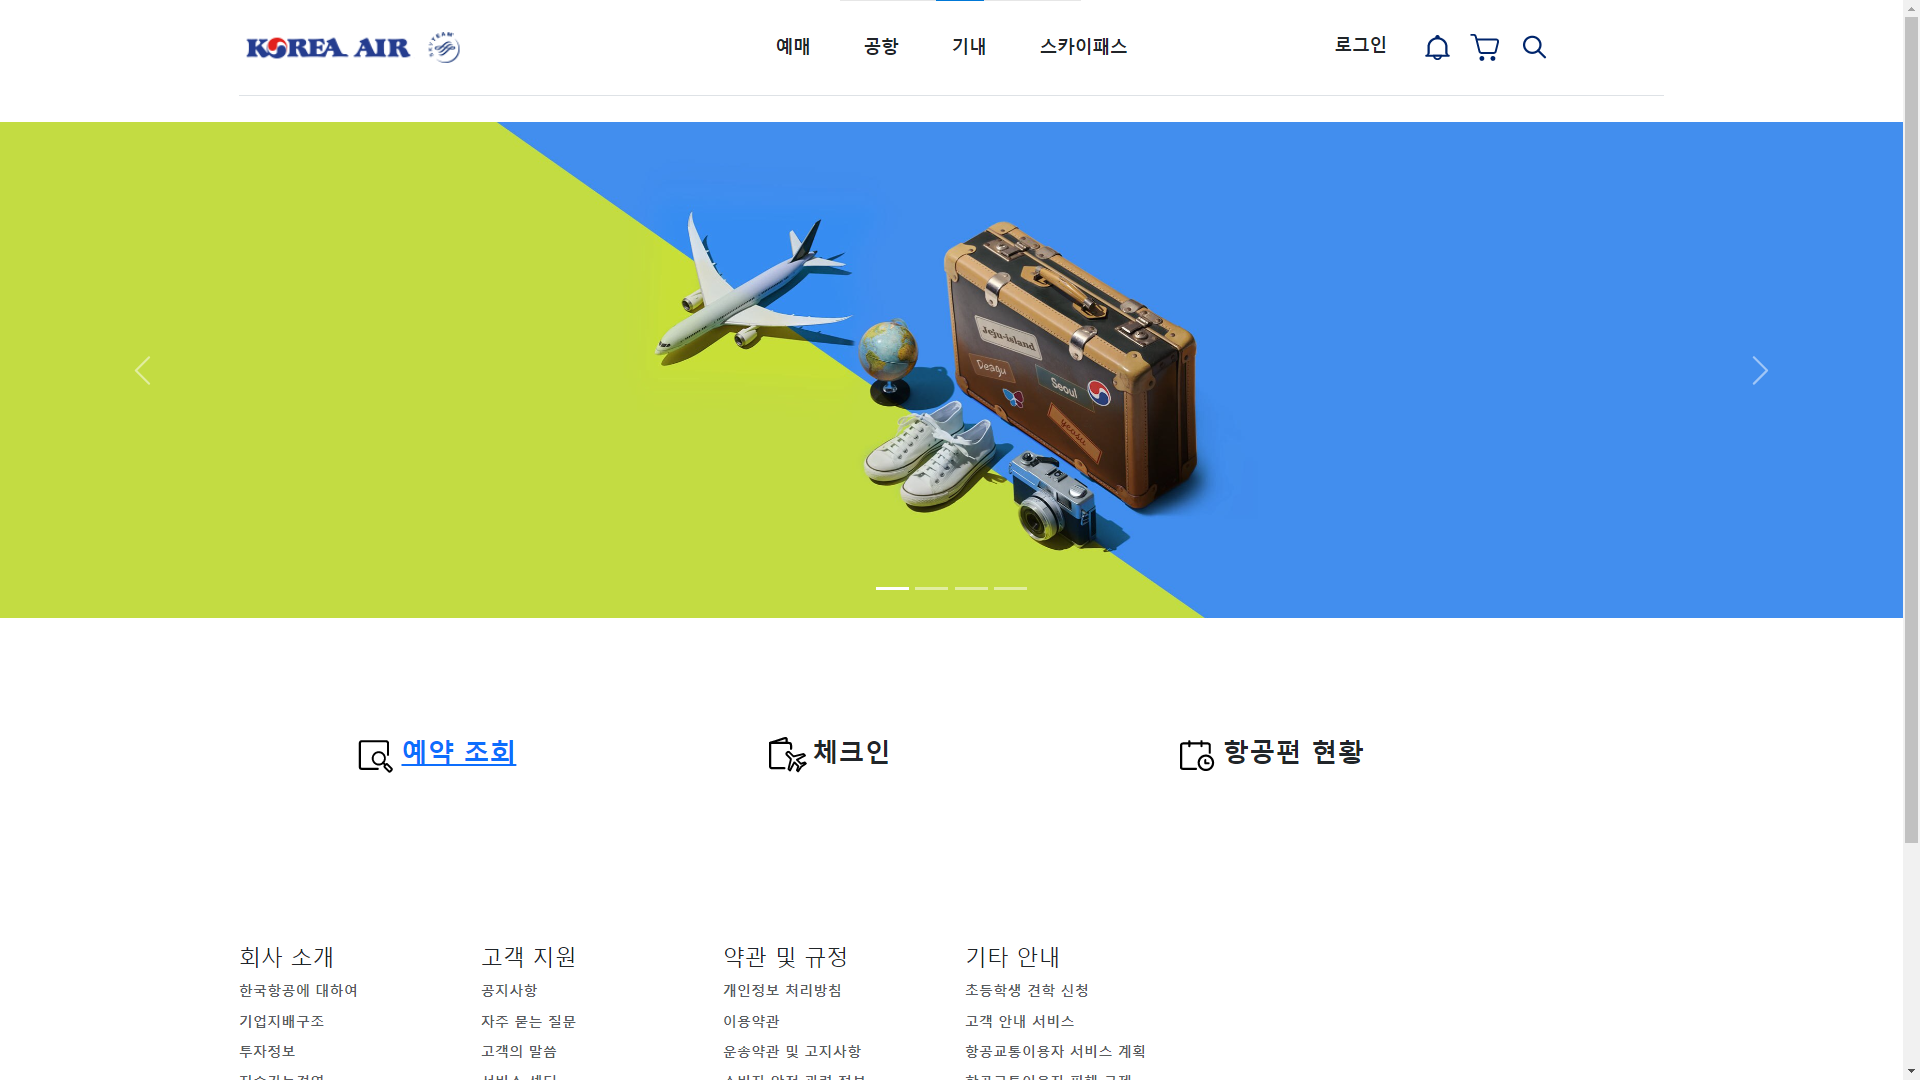 KOREA AIR
SKYTEAM
예매 공항 기내 스카이패스
로그인
Jeju-island
Deagu
Seoul
yeosu
예약 조회
체크인
항공편 현황
회사 소개
한국항공에 대하여
기업지배구조
투자정보
고객 지원
공지사항
자주 묻는 질문
고객의 말씀
약관 및 규정
개인정보 처리방침
이용약관
운송약관 및 고지사항
기타 안내
초등학생 견학 신청
고객 안내 서비스
항공교통이용자 서비스 계획